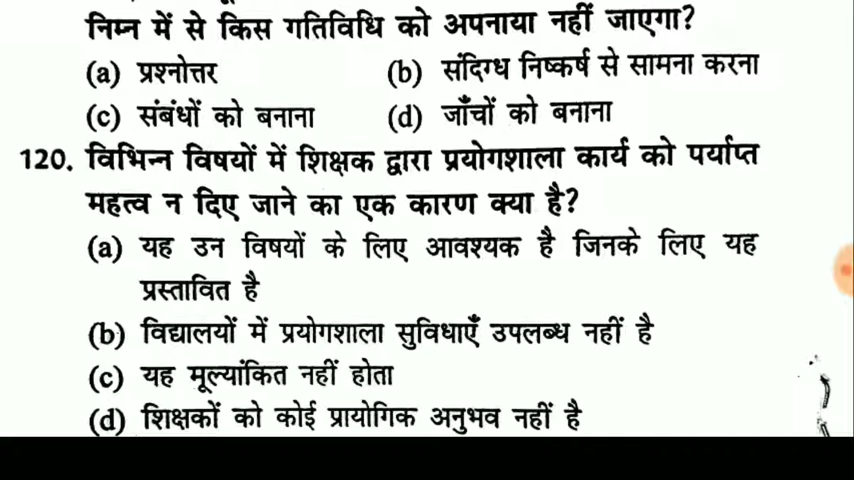 निम्न में से किस गतिविधि को अपनाया नहीं जाएगा?
(a) प्रश्नोत्तर (b) संदिग्ध निष्कर्ष से सामना करना
(c) संबंधों को बनाना (d) जाँचों को बनाना
120. विभिन्न विषयों में शिक्षक द्वारा प्रयोगशाला कार्य को पर्याप्त
महत्व न दिए जाने का एक कारण क्या है?
(a) यह उन विषयों के लिए आवश्यक है जिनके लिए यह
प्रस्तावित है
(b) विद्यालयों में प्रयोगशाला सुविधाएँ उपलब्ध नहीं है
(c) यह मूल्यांकित नहीं होता
(d) शिक्षकों को कोई प्रायोगिक अनुभव नहीं है